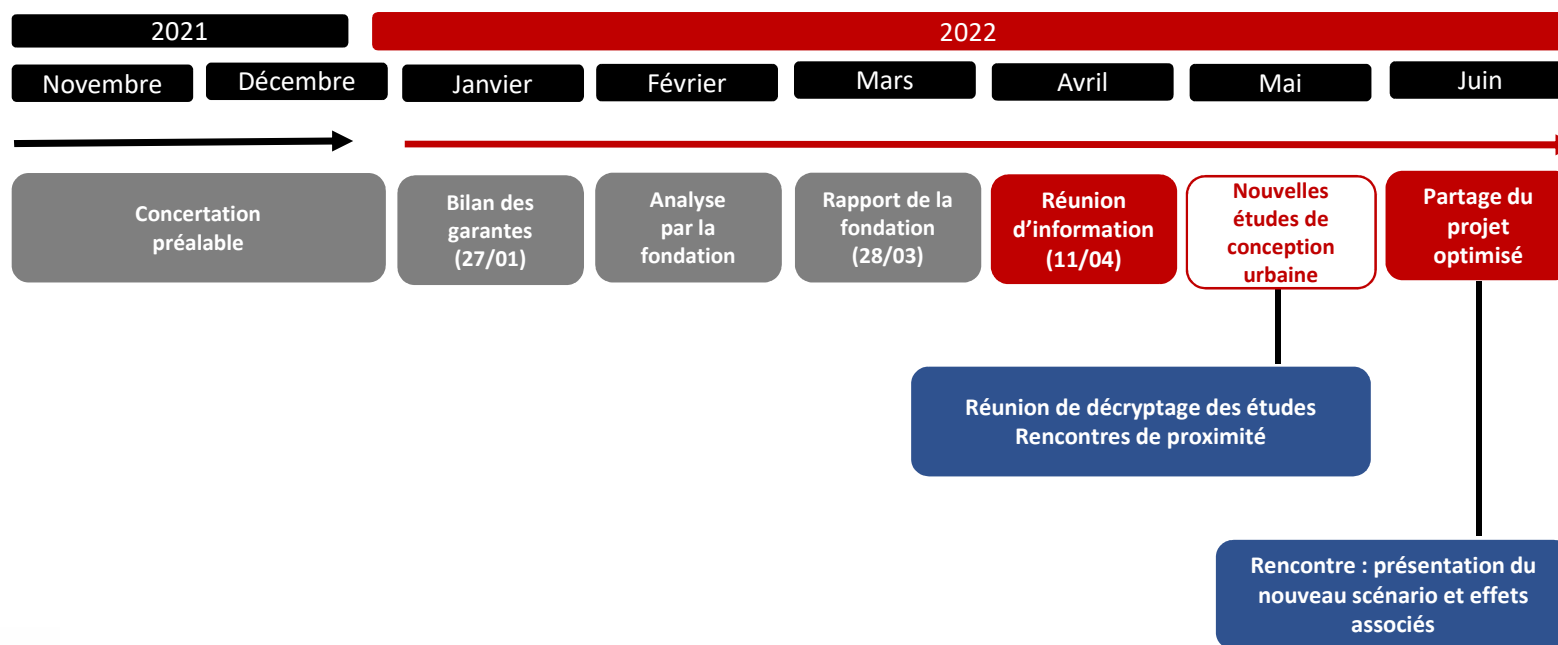 2021
2022
Novembre
Décembre
Janvier
Février
Mars
Avril
Mai
Juin
Concertation
préalable
Bilan des
garantes
(27/01)
Analyse
par la
fondation
Rapport de la
fondation
(28/03)
Réunion
d’information
(11/04)
Nouvelles
études de
conception
urbaine
Partage du
projet
optimisé
Réunion de décryptage des études
Rencontres de proximité
Rencontre : présentation du
nouveau scénario et effets
associés